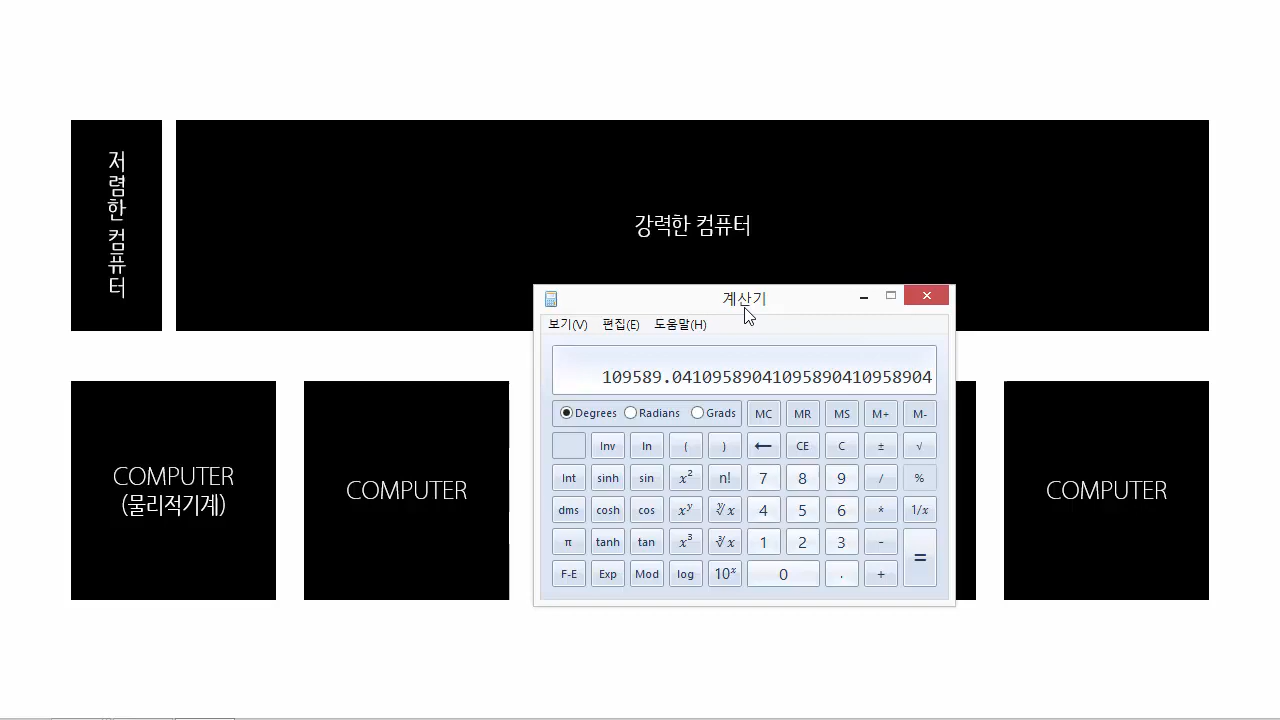 저렴한 컴퓨터
강력한 컴퓨터
계산기
보기(V) 편집(E) 도움말(H)
109589.04109589041095890410958904
Degrees Radians Grads MC MR MS M+ M-
Inv ln ( ) ← CE C ± √
Int sinh sin x² n! 7 8 9 / %
dms cosh cos xʸ ʸ√x 4 5 6 * 1/x
π tanh tan x³ ³√x 1 2 3 - =
F-E Exp Mod log 10ˣ 0 . +
COMPUTER
(물리적기계)
COMPUTER
COMPUTER